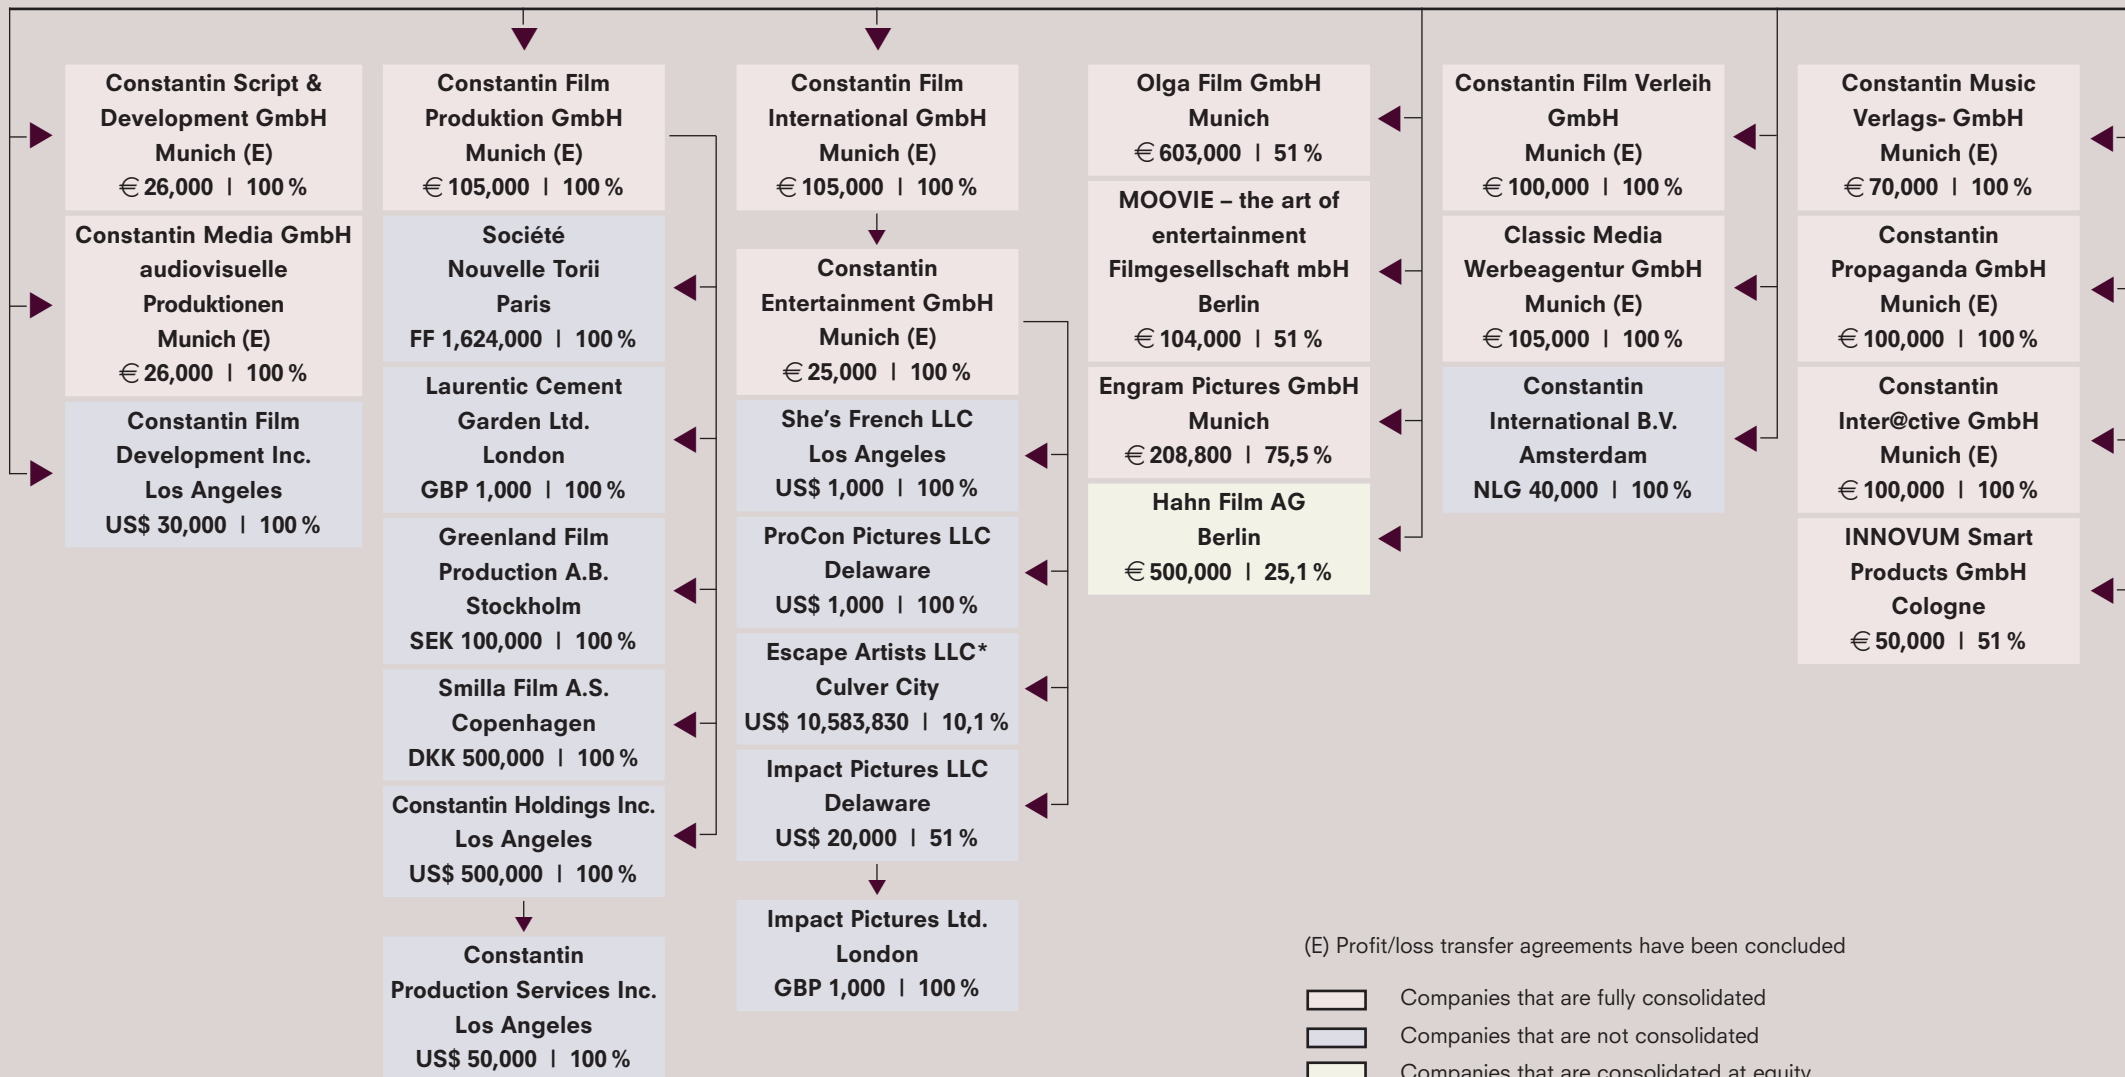 Constantin Script &
Development GmbH
Munich (E)
€ 26,000 | 100 %
Constantin Media GmbH
audiovisuelle
Produktionen
Munich (E)
€ 26,000 | 100 %
Constantin Film
Development Inc.
Los Angeles
US$ 30,000 | 100 %
Constantin Film
Produktion GmbH
Munich (E)
€ 105,000 | 100 %
Société
Nouvelle Torii
Paris
FF 1,624,000 | 100 %
Laurentic Cement
Garden Ltd.
London
GBP 1,000 | 100 %
Greenland Film
Production A.B.
Stockholm
SEK 100,000 | 100 %
Smilla Film A.S.
Copenhagen
DKK 500,000 | 100 %
Constantin Holdings Inc.
Los Angeles
US$ 500,000 | 100 %
Constantin
Production Services Inc.
Los Angeles
US$ 50,000 | 100 %
Constantin Film
International GmbH
Munich (E)
€ 105,000 | 100 %
Constantin
Entertainment GmbH
Munich (E)
€ 25,000 | 100 %
She's French LLC
Los Angeles
US$ 1,000 | 100 %
ProCon Pictures LLC
Delaware
US$ 1,000 | 100 %
Escape Artists LLC*
Culver City
US$ 10,583,830 | 10,1 %
Impact Pictures LLC
Delaware
US$ 20,000 | 51 %
Impact Pictures Ltd.
London
GBP 1,000 | 100 %
Olga Film GmbH
Munich
€ 603,000 | 51 %
MOOVIE – the art of
entertainment
Filmgesellschaft mbH
Berlin
€ 104,000 | 51 %
Engram Pictures GmbH
Munich
€ 208,800 | 75,5 %
Hahn Film AG
Berlin
€ 500,000 | 25,1 %
Constantin Film Verleih
GmbH
Munich (E)
€ 100,000 | 100 %
Classic Media
Werbeagentur GmbH
Munich (E)
€ 105,000 | 100 %
Constantin
International B.V.
Amsterdam
NLG 40,000 | 100 %
Constantin Music
Verlags- GmbH
Munich (E)
€ 70,000 | 100 %
Constantin
Propaganda GmbH
Munich (E)
€ 100,000 | 100 %
Constantin
Inter@ctive GmbH
Munich (E)
€ 100,000 | 100 %
INNOVUM Smart
Products GmbH
Cologne
€ 50,000 | 51 %
(E) Profit/loss transfer agreements have been concluded
Companies that are fully consolidated
Companies that are not consolidated
Companies that are consolidated at equity